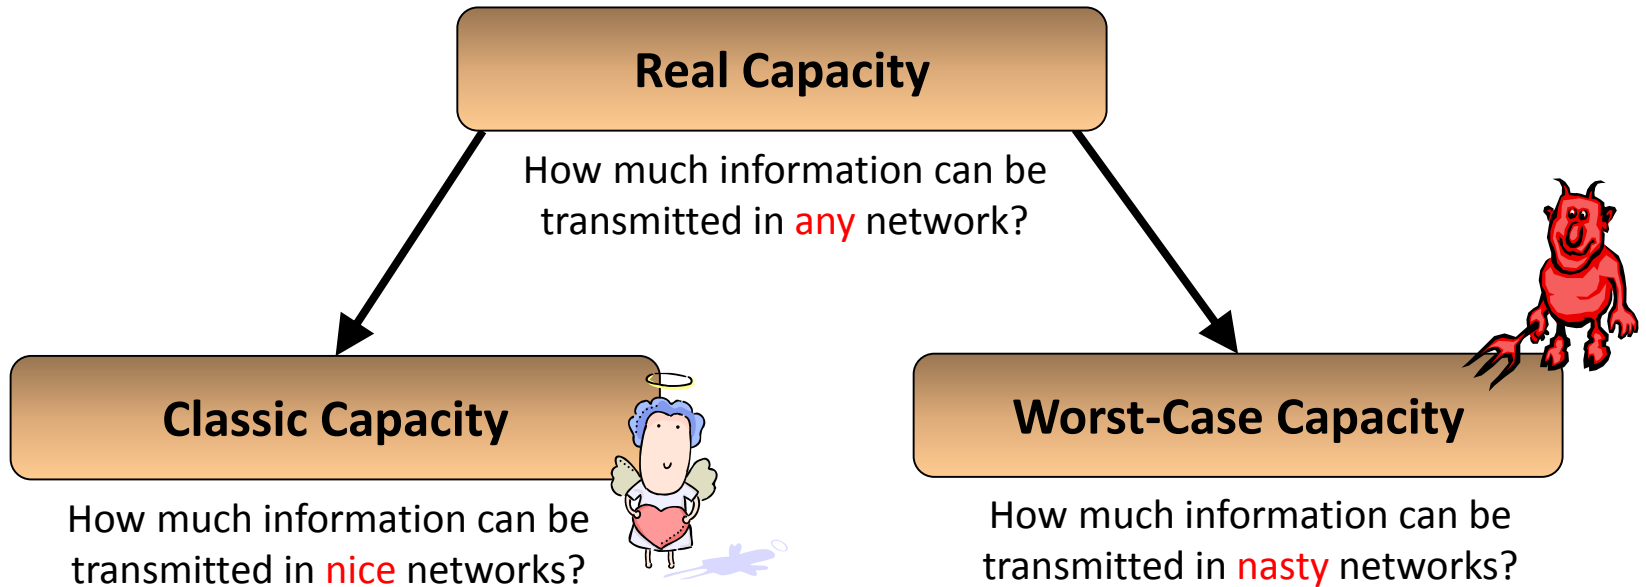 Real Capacity
How much information can be
transmitted in any network?
Classic Capacity
How much information can be
transmitted in nice networks?
Worst-Case Capacity
How much information can be
transmitted in nasty networks?